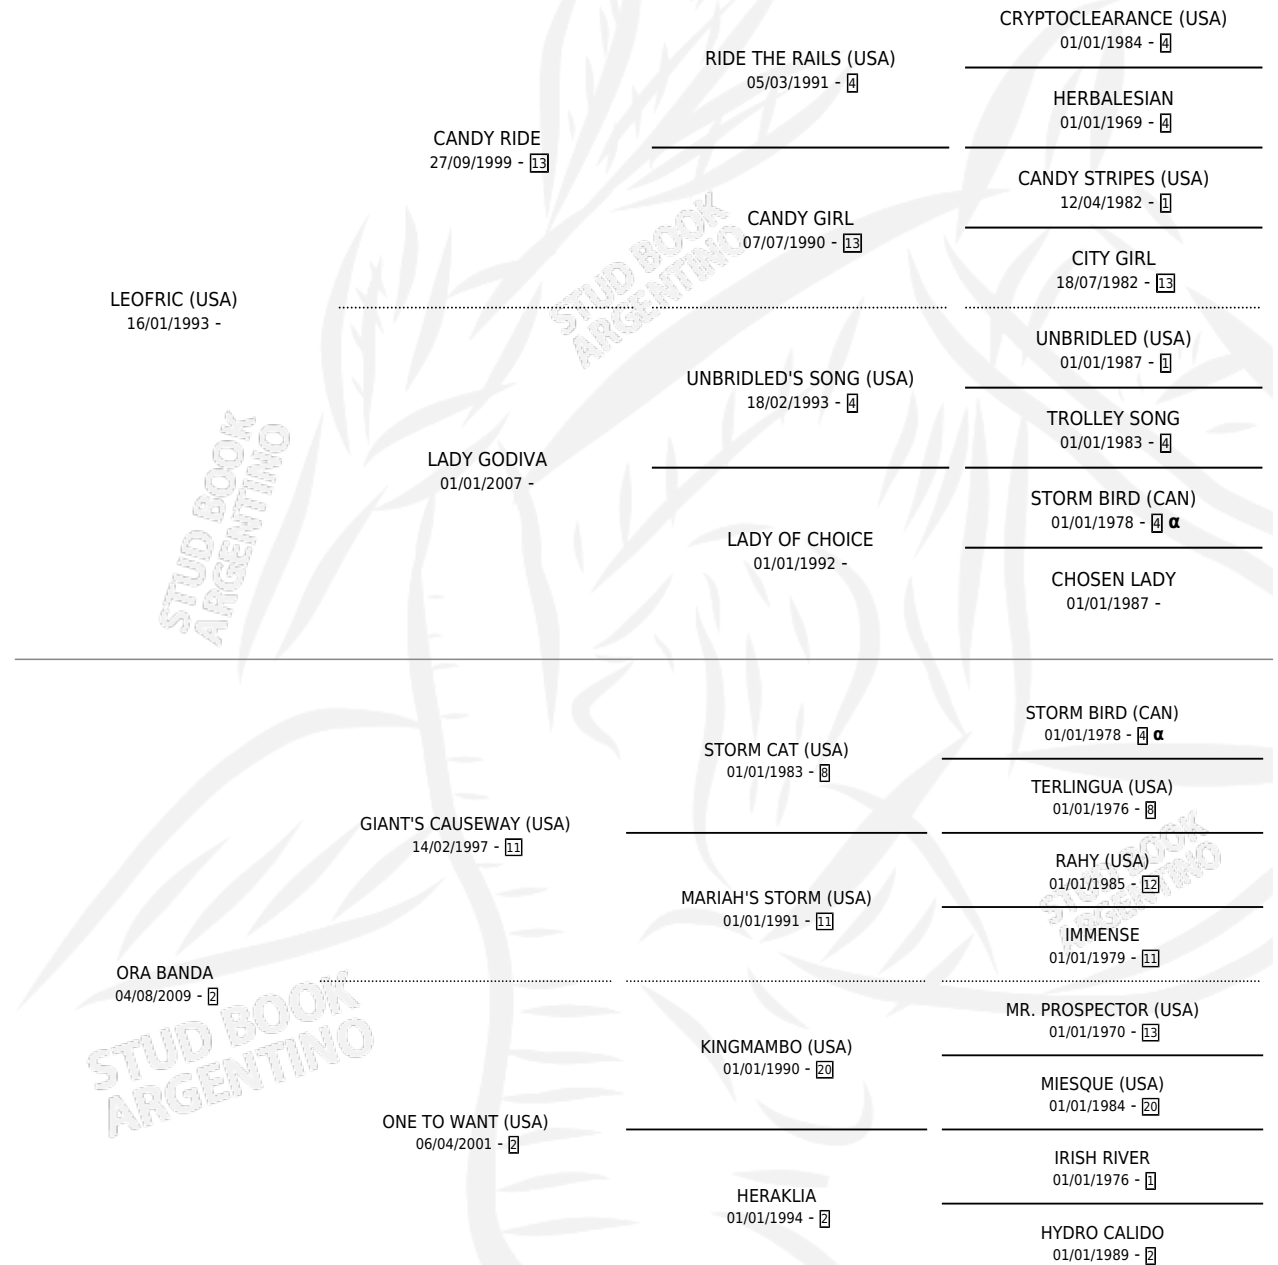 CRYPTOCLEARANCE (USA)
01/01/1984 - 4
RIDE THE RAILS (USA)
05/03/1991 - 4
HERBALESIAN
01/01/1969 - 4
CANDY RIDE
27/09/1999 - 13
CANDY STRIPES (USA)
12/04/1982 - 1
CANDY GIRL
07/07/1990 - 13
CITY GIRL
18/07/1982 - 13
LEOFRIC (USA)
16/01/1993 -
UNBRIDLED (USA)
01/01/1987 - 1
UNBRIDLED'S SONG (USA)
18/02/1993 - 4
TROLLEY SONG
01/01/1983 - 4
LADY GODIVA
01/01/2007 -
STORM BIRD (CAN)
01/01/1978 - 4 α
LADY OF CHOICE
01/01/1992 -
CHOSEN LADY
01/01/1987 -
STORM BIRD (CAN)
01/01/1978 - 4 α
STORM CAT (USA)
01/01/1983 - 8
TERLINGUA (USA)
01/01/1976 - 8
GIANT'S CAUSEWAY (USA)
14/02/1997 - 11
RAHY (USA)
01/01/1985 - 12
MARIAH'S STORM (USA)
01/01/1991 - 11
IMMENSE
01/01/1979 - 11
ORA BANDA
04/08/2009 - 2
MR. PROSPECTOR (USA)
01/01/1970 - 13
KINGMAMBO (USA)
01/01/1990 - 20
MIESQUE (USA)
01/01/1984 - 20
ONE TO WANT (USA)
06/04/2001 - 2
IRISH RIVER
01/01/1976 - 1
HERAKLIA
01/01/1994 - 2
HYDRO CALIDO
01/01/1989 - 2
STUD BOOK
ARGENTINO
STUD BOOK
ARGENTINO
STUD BOOK
ARGENTINO
STUD BOOK
ARGENTINO